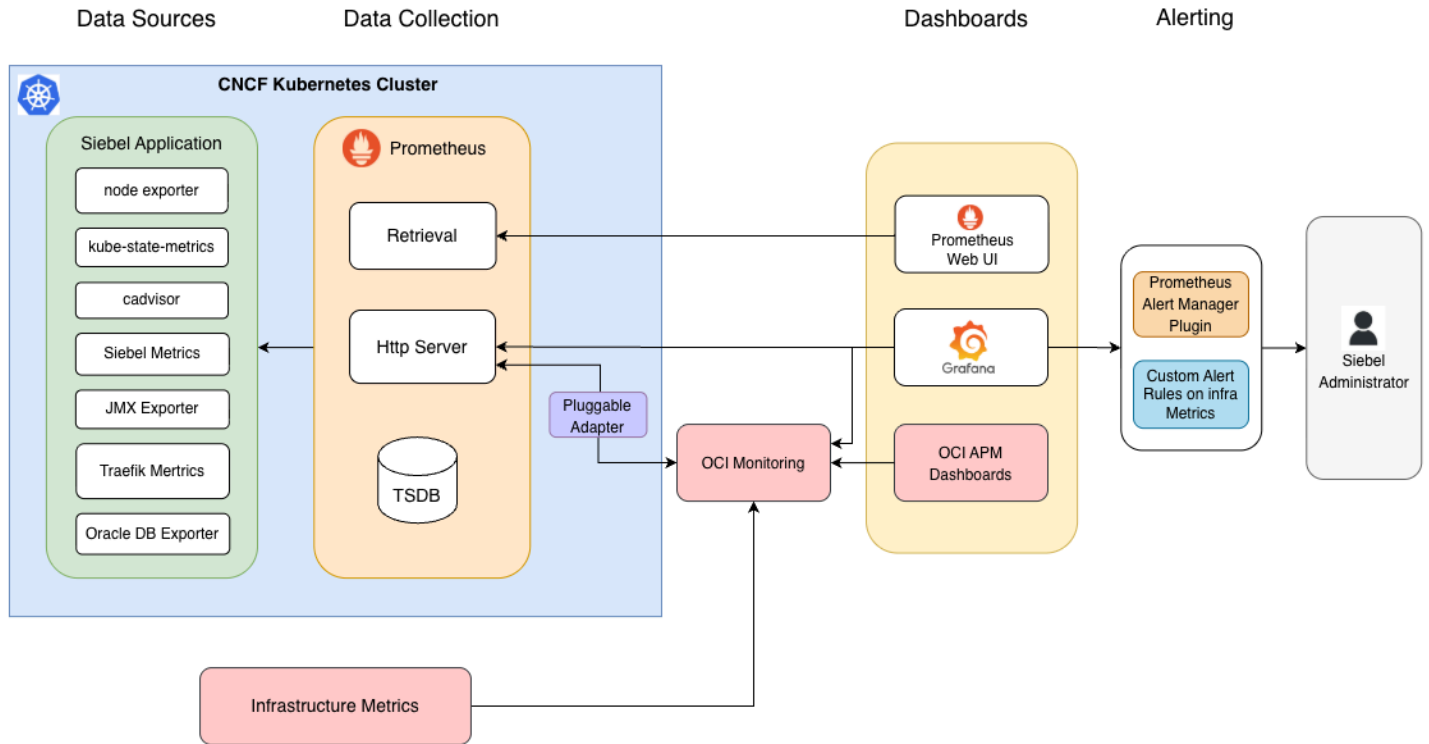 Data Sources
Data Collection
Dashboards
Alerting
CNCF Kubernetes Cluster
Siebel Application
node exporter
kube-state-metrics
cadvisor
Siebel Metrics
JMX Exporter
Traefik Mertrics
Oracle DB Exporter
Prometheus
Retrieval
Http Server
TSDB
Pluggable
Adapter
OCI Monitoring
Prometheus
Web UI
Grafana
OCI APM
Dashboards
Prometheus
Alert Manager
Plugin
Custom Alert
Rules on infra
Metrics
Siebel
Administrator
Infrastructure Metrics